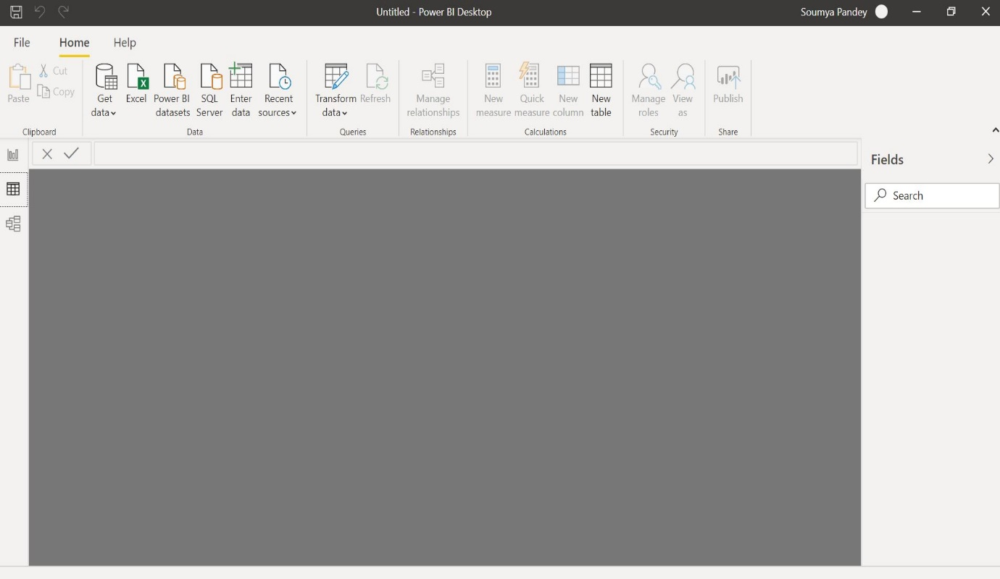 Untitled - Power BI Desktop
Soumya Pandey
File Home Help
Paste
Cut
Copy
Clipboard
Get data
Excel
Power BI datasets
SQL Server
Enter data
Recent sources
Data
Transform data
Refresh
Queries
Manage relationships
Relationships
New measure
Quick measure
New column
New table
Calculations
Manage roles
View as
Security
Publish
Share
Fields
Search